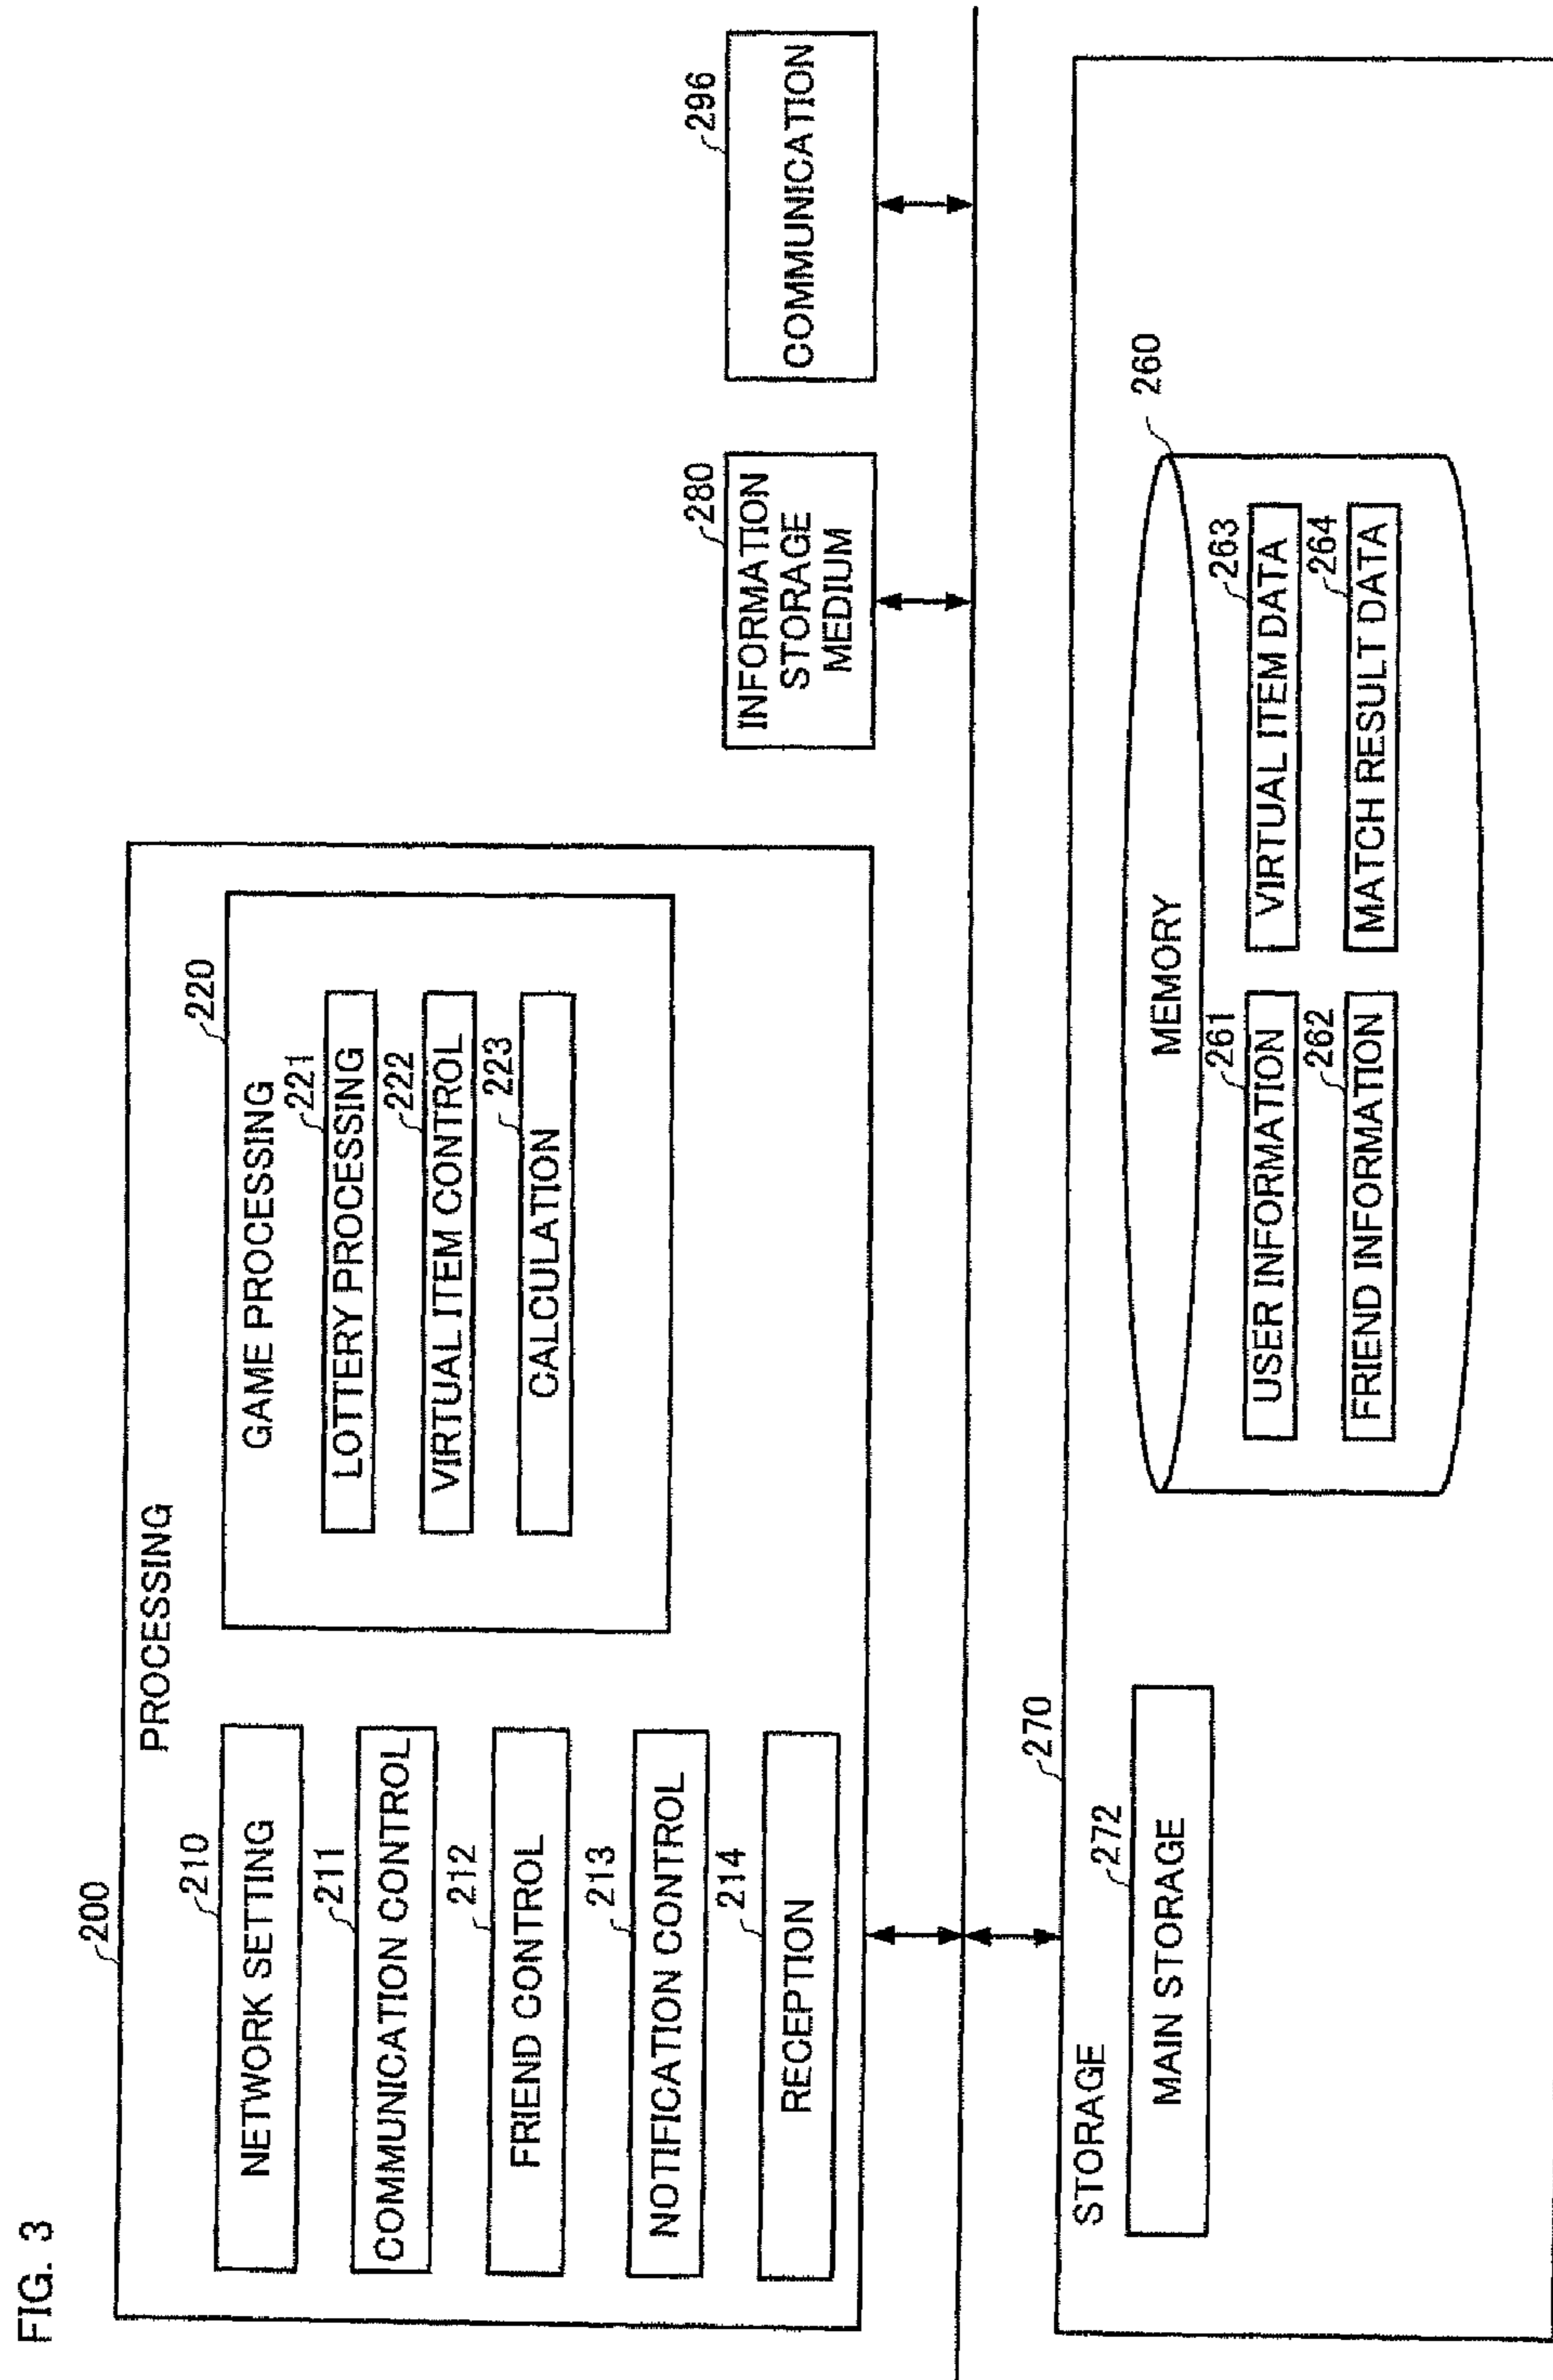 FIG. 3
200
PROCESSING
210
NETWORK SETTING
211
COMMUNICATION CONTROL
212
FRIEND CONTROL
213
NOTIFICATION CONTROL
214
RECEPTION
220
GAME PROCESSING
221
LOTTERY PROCESSING
222
VIRTUAL ITEM CONTROL
223
CALCULATION
280
INFORMATION
STORAGE
MEDIUM
296
COMMUNICATION
270
STORAGE
272
MAIN STORAGE
260
MEMORY
261
USER INFORMATION
262
FRIEND INFORMATION
263
VIRTUAL ITEM DATA
264
MATCH RESULT DATA